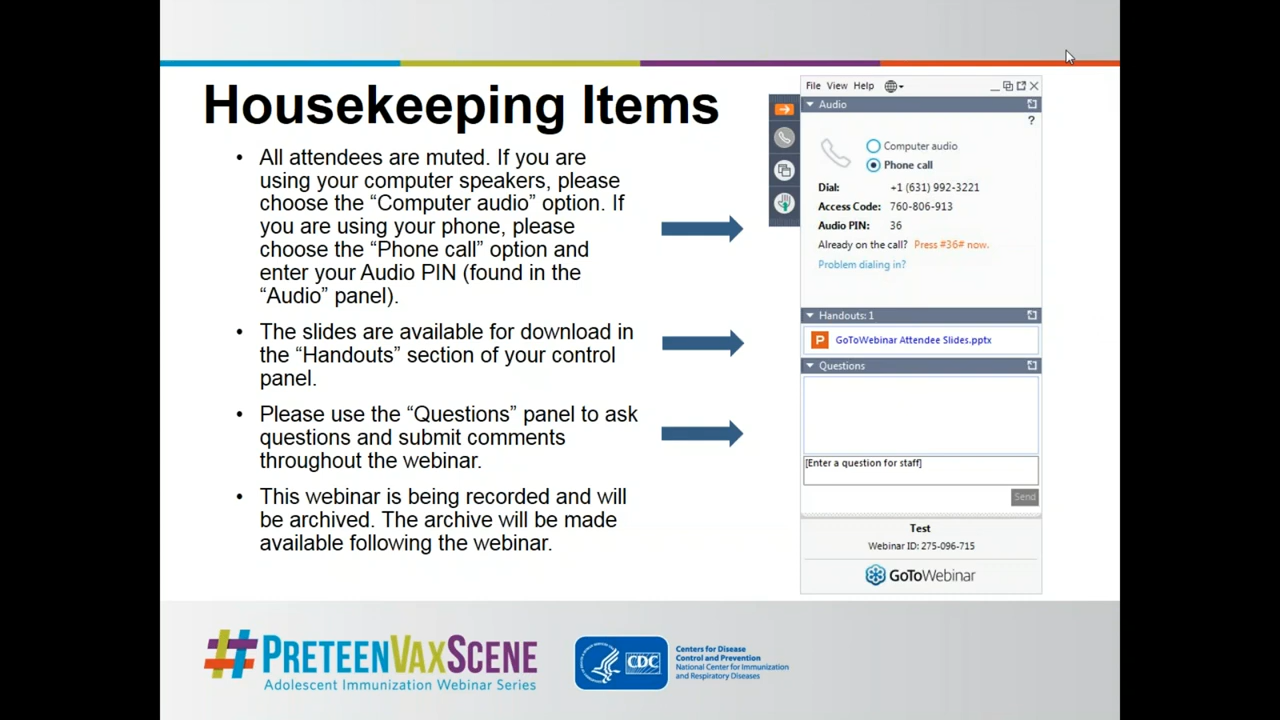 Housekeeping Items
• All attendees are muted. If you are
using your computer speakers, please
choose the “Computer audio” option. If
you are using your phone, please
choose the “Phone call” option and
enter your Audio PIN (found in the
“Audio” panel).
• The slides are available for download in
the “Handouts” section of your control
panel.
• Please use the “Questions” panel to ask
questions and submit comments
throughout the webinar.
• This webinar is being recorded and will
be archived. The archive will be made
available following the webinar.
File View Help
Audio
?
Computer audio
Phone call
Dial: +1 (631) 992-3221
Access Code: 760-806-913
Audio PIN: 36
Already on the call? Press #36# now.
Problem dialing in?
Handouts: 1
P GoToWebinar Attendee Slides.pptx
Questions
[Enter a question for staff]
Send
Test
Webinar ID: 275-096-715
GoToWebinar
#PRETEENVAXSCENE
Adolescent Immunization Webinar Series
CDC
Centers for Disease
Control and Prevention
National Center for Immunization
and Respiratory Diseases